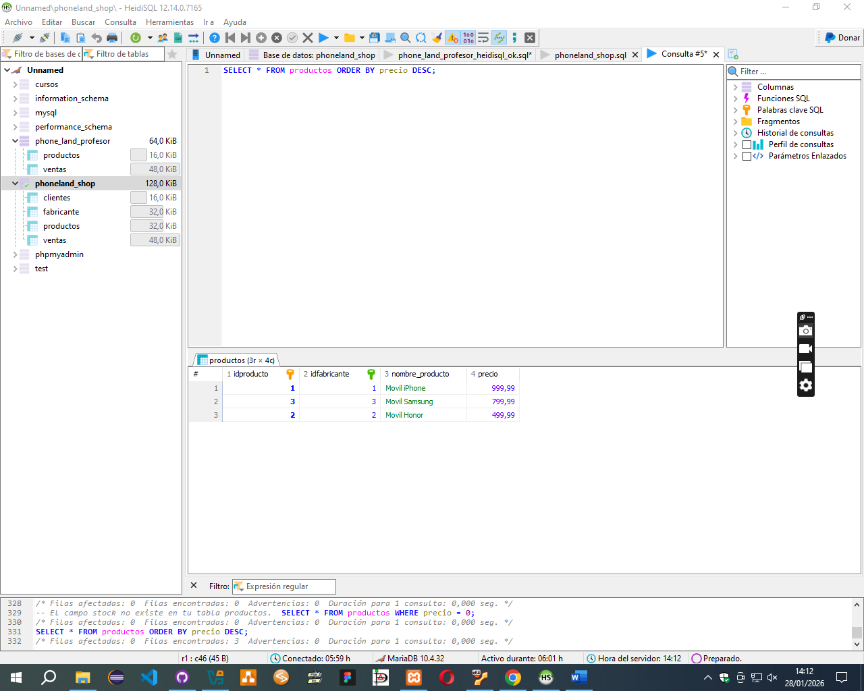 Unnamed\phoneland_shop\ - HeidiSQL 12.14.0.7165
Archivo Editar Buscar Consulta Herramientas Ir a Ayuda
Donar
Filtro de bases de c Filtro de tablas
Unnamed Base de datos: phoneland_shop phone_land_profesor_heidisql_ok.sql* phoneland_shop.sql Consulta #5*
Unnamed
cursos
information_schema
mysql
performance_schema
phone_land_profesor 64,0 KiB
productos 16,0 KiB
ventas 48,0 KiB
phoneland_shop 128,0 KiB
clientes 16,0 KiB
fabricante 32,0 KiB
productos 32,0 KiB
ventas 48,0 KiB
phpmyadmin
test
1 SELECT * FROM productos ORDER BY precio DESC;
Filter ...
Columnas
Funciones SQL
Palabras clave SQL
Fragmentos
Historial de consultas
Perfil de consultas
Parámetros Enlazados
productos (3r × 4c)
# 1 idproducto 2 idfabricante 3 nombre_producto 4 precio
1 1 1 Movil iPhone 999,99
2 3 3 Movil Samsung 799,99
3 2 2 Movil Honor 499,99
Filtro: Expresión regular
328 /* Filas afectadas: 0 Filas encontradas: 0 Advertencias: 0 Duración para 1 consulta: 0,000 seg. */
329 -- El campo stock no existe en tu tabla productos. SELECT * FROM productos WHERE precio = 0;
330 /* Filas afectadas: 0 Filas encontradas: 0 Advertencias: 0 Duración para 1 consulta: 0,000 seg. */
331 SELECT * FROM productos ORDER BY precio DESC;
332 /* Filas afectadas: 0 Filas encontradas: 3 Advertencias: 0 Duración para 1 consulta: 0,000 seg. */
r1 : c46 (45 B) Conectado: 05:59 h MariaDB 10.4.32 Activo durante: 06:01 h Hora del servidor: 14:12 Preparado.
14:12
28/01/2026